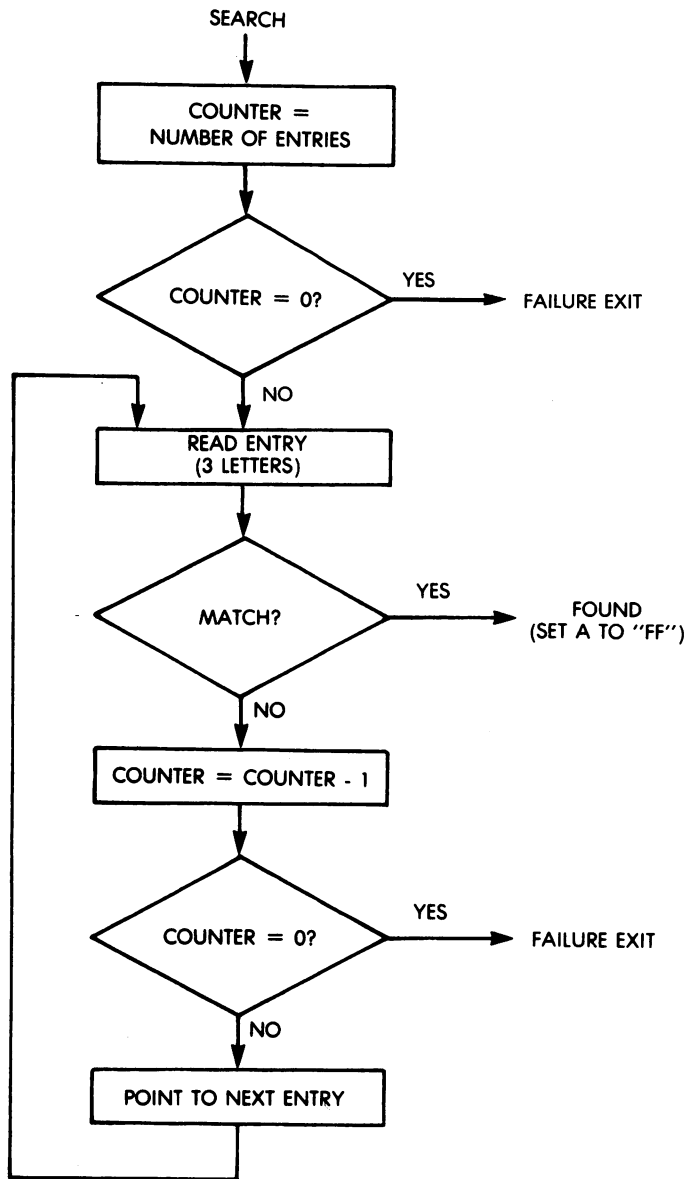 SEARCH
COUNTER =
NUMBER OF ENTRIES
COUNTER = 0?
YES
FAILURE EXIT
NO
READ ENTRY
(3 LETTERS)
MATCH?
YES
FOUND
(SET A TO "FF")
NO
COUNTER = COUNTER - 1
COUNTER = 0?
YES
FAILURE EXIT
NO
POINT TO NEXT ENTRY